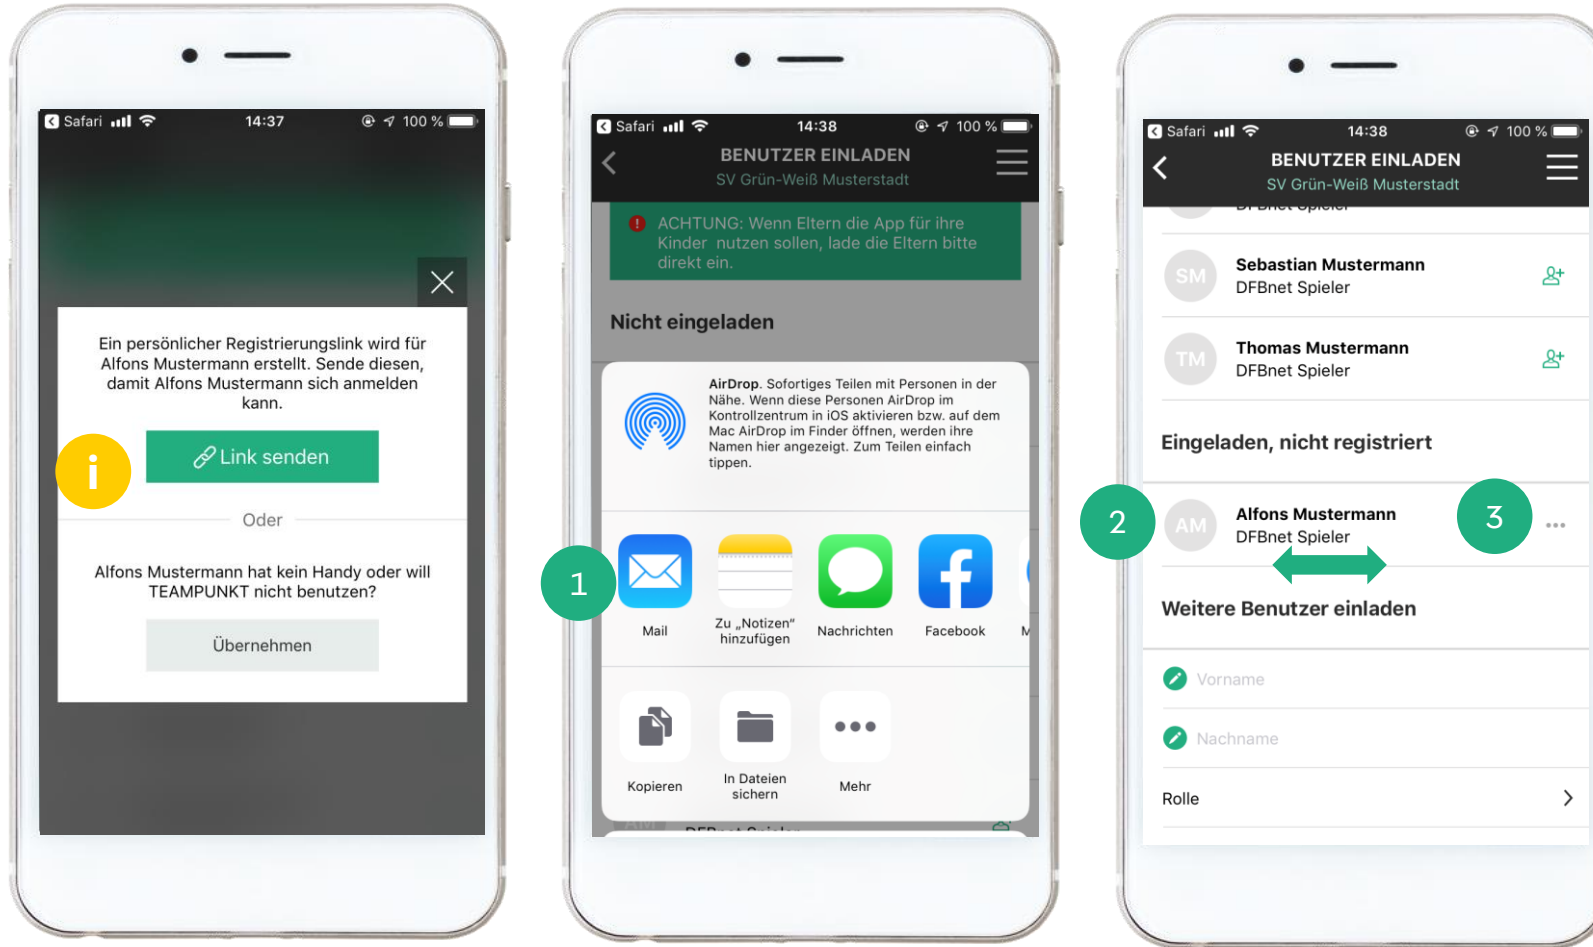 Safari
14:37
100 %
Ein persönlicher Registrierungslink wird für
Alfons Mustermann erstellt. Sende diesen,
damit Alfons Mustermann sich anmelden
kann.
i
Link senden
Oder
Alfons Mustermann hat kein Handy oder will
TEAMPUNKT nicht benutzen?
Übernehmen
Safari
14:38
100 %
BENUTZER EINLADEN
SV Grün-Weiß Musterstadt
ACHTUNG: Wenn Eltern die App für ihre
Kinder nutzen sollen, lade die Eltern bitte
direkt ein.
Nicht eingeladen
AirDrop. Sofortiges Teilen mit Personen in der
Nähe. Wenn diese Personen AirDrop im
Kontrollzentrum in iOS aktivieren bzw. auf dem
Mac AirDrop im Finder öffnen, werden ihre
Namen hier angezeigt. Zum Teilen einfach
tippen.
1
Mail
Zu „Notizen“
hinzufügen
Nachrichten
Facebook
M
Kopieren
In Dateien
sichern
Mehr
AM
DFBnet Spieler
Safari
14:38
100 %
BENUTZER EINLADEN
SV Grün-Weiß Musterstadt
DFBnet Spieler
SM
Sebastian Mustermann
DFBnet Spieler
TM
Thomas Mustermann
DFBnet Spieler
Eingeladen, nicht registriert
2
AM
Alfons Mustermann
DFBnet Spieler
3
Weitere Benutzer einladen
Vorname
Nachname
Rolle